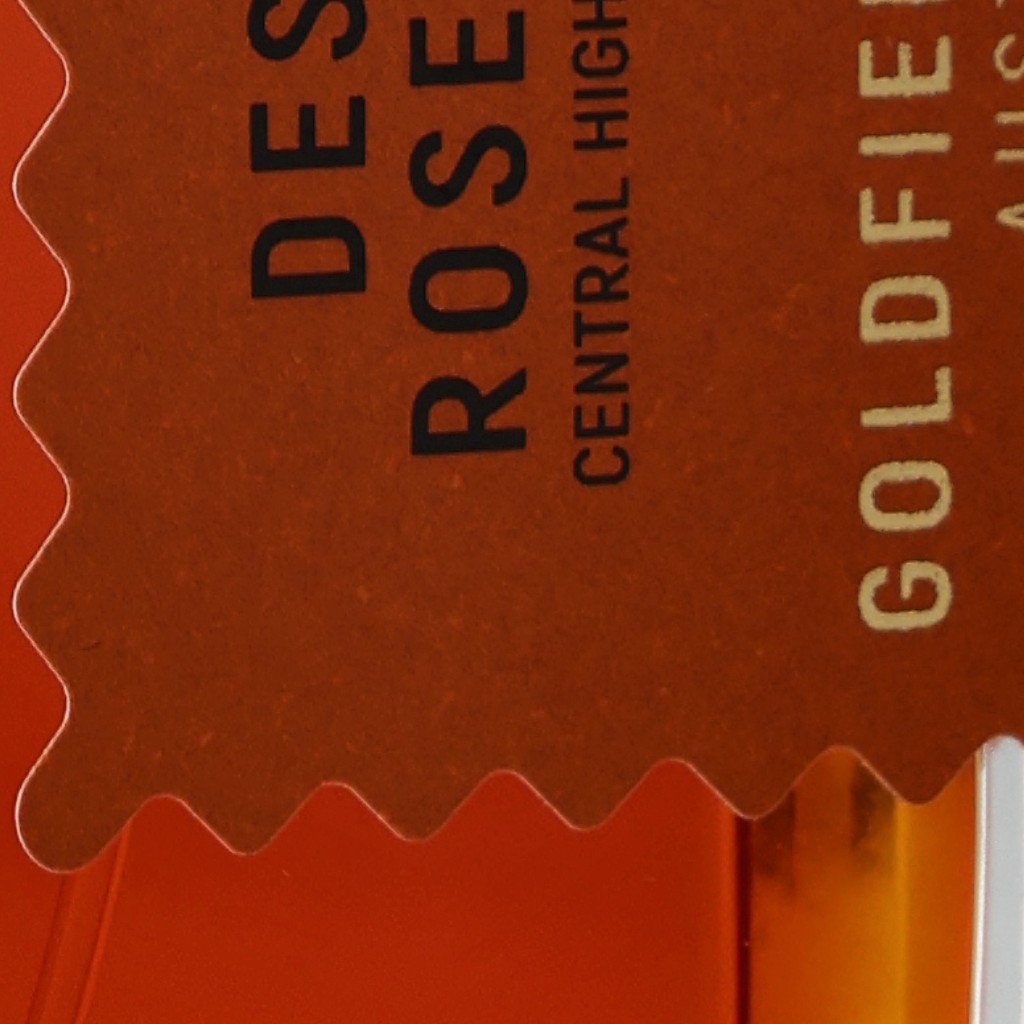 DES
ROSE
CENTRAL HIGH
GOLDFIE